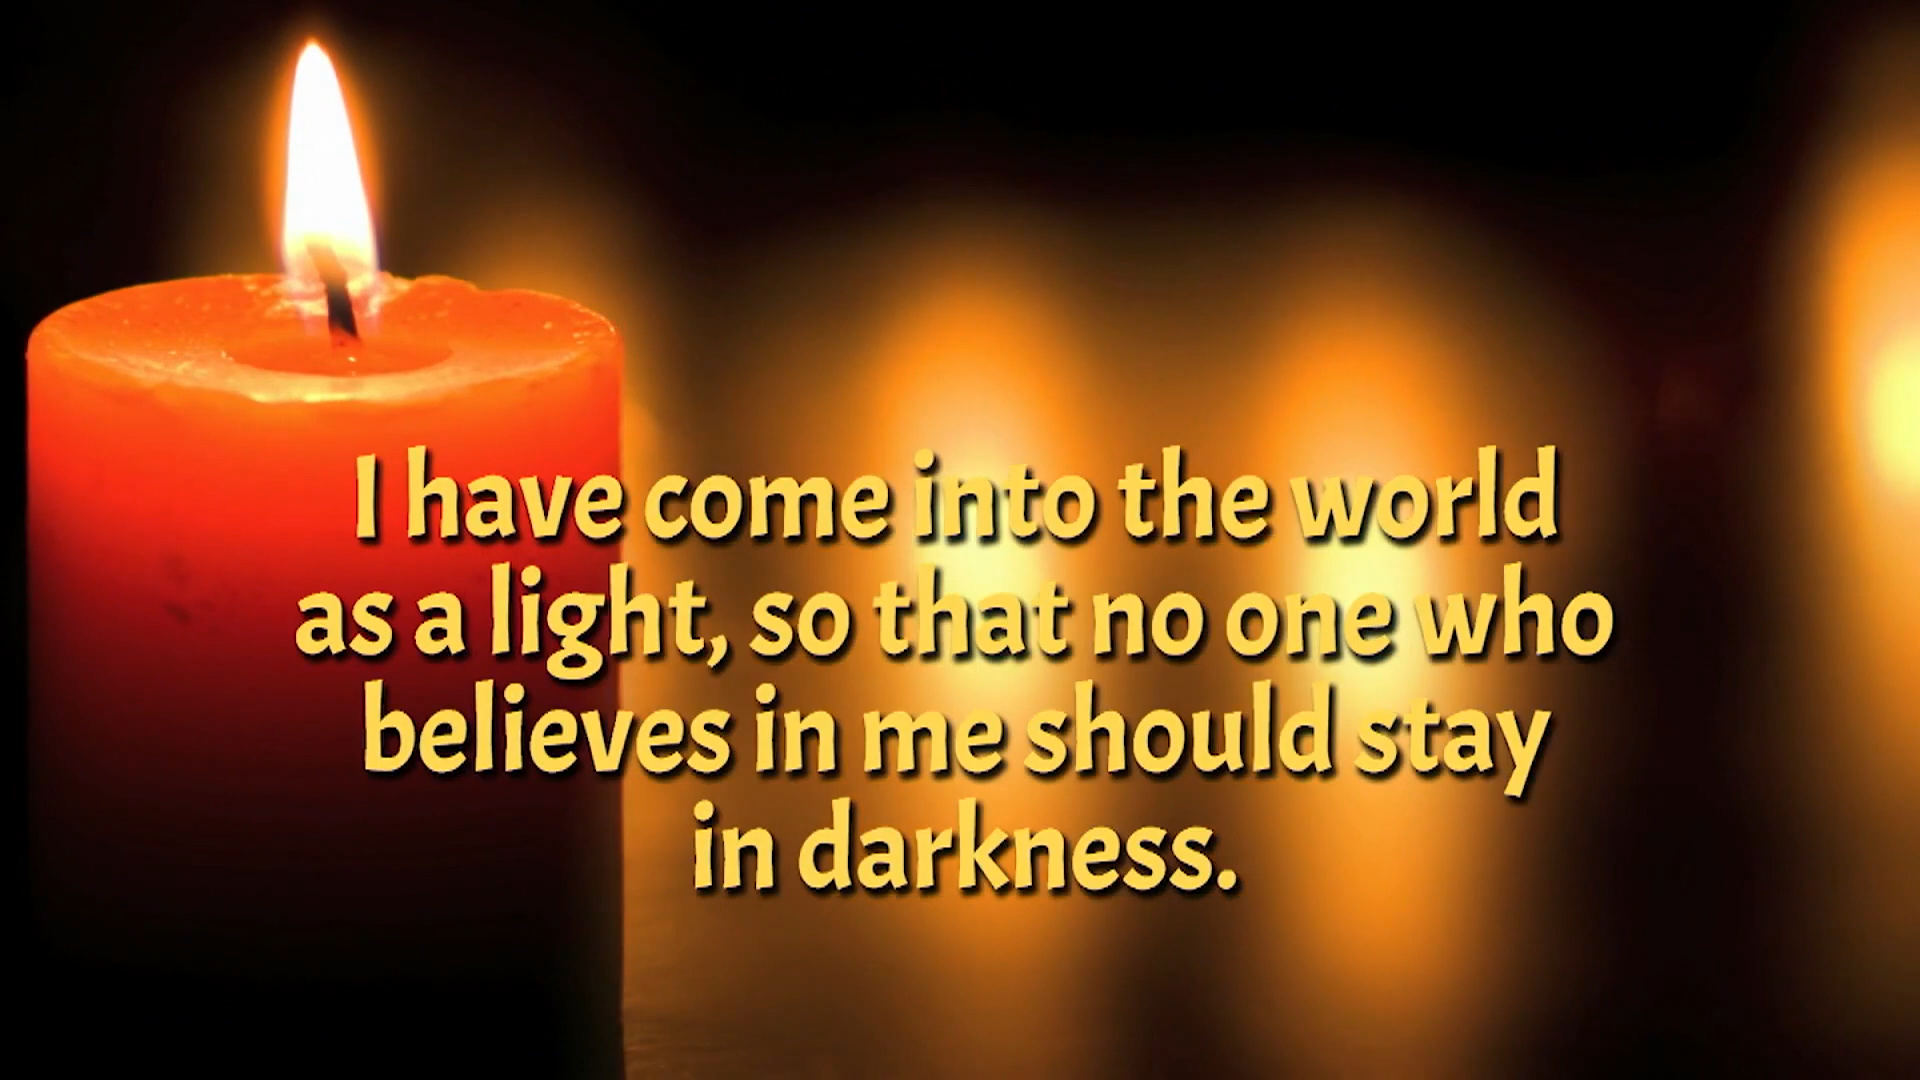 I have come into the world
as a light, so that no one who
believes in me should stay
in darkness.